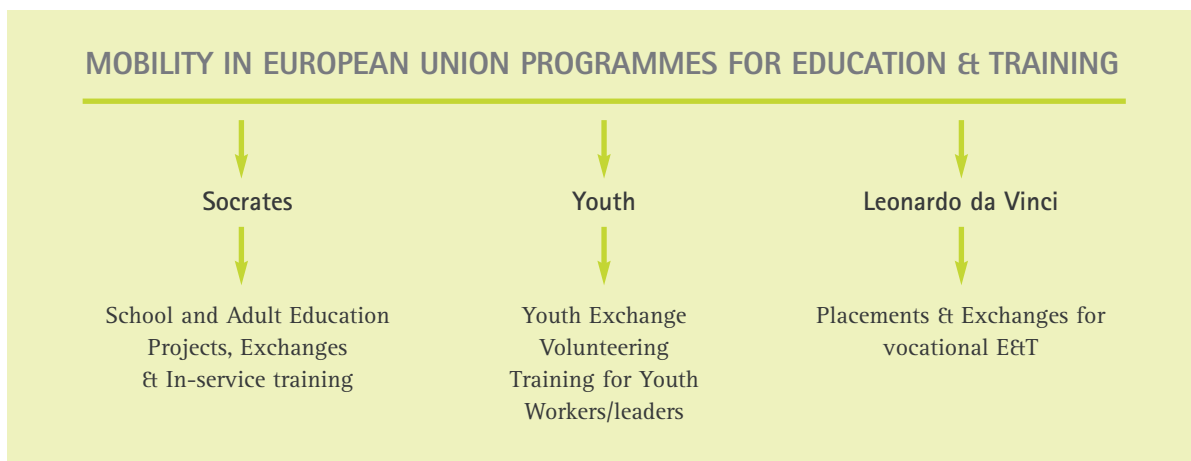 MOBILITY IN EUROPEAN UNION PROGRAMMES FOR EDUCATION & TRAINING
Socrates
School and Adult Education
Projects, Exchanges
& In-service training
Youth
Youth Exchange
Volunteering
Training for Youth
Workers/leaders
Leonardo da Vinci
Placements & Exchanges for
vocational E&T